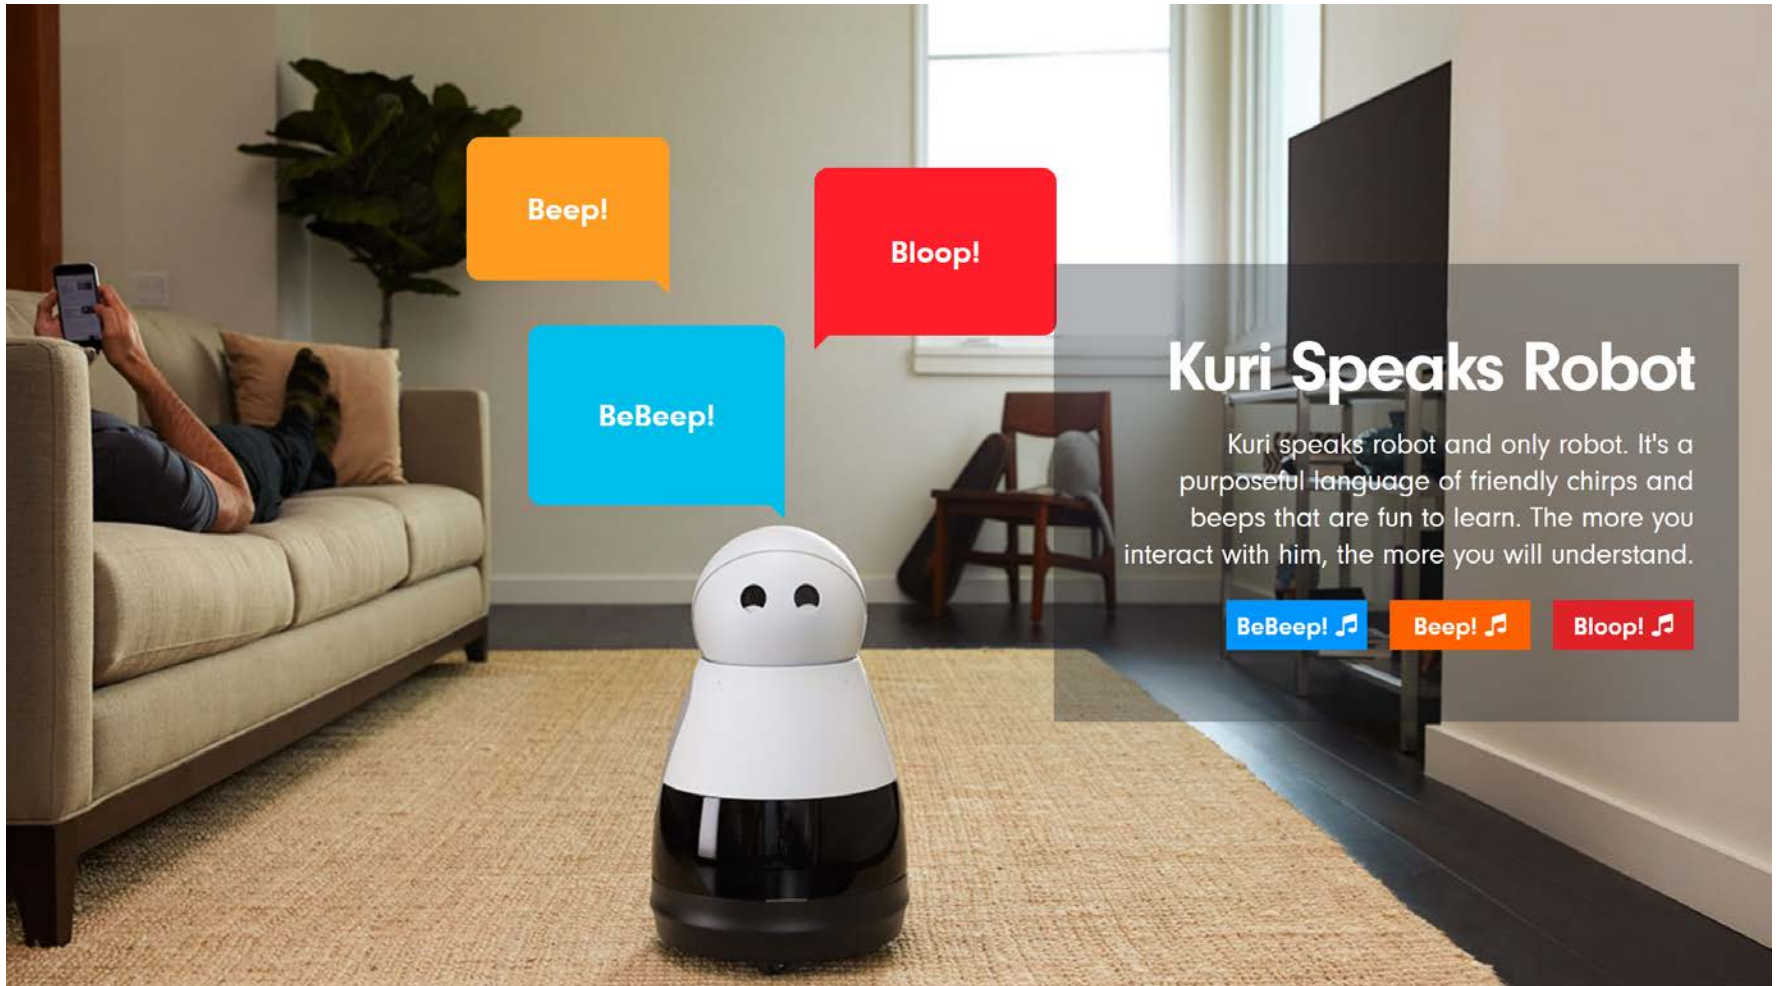 Beep!
Bloop!
BeBeep!
Kuri Speaks Robot
Kuri speaks robot and only robot. It's a
purposeful language of friendly chirps and
beeps that are fun to learn. The more you
interact with him, the more you will understand.
BeBeep!
Beep!
Bloop!